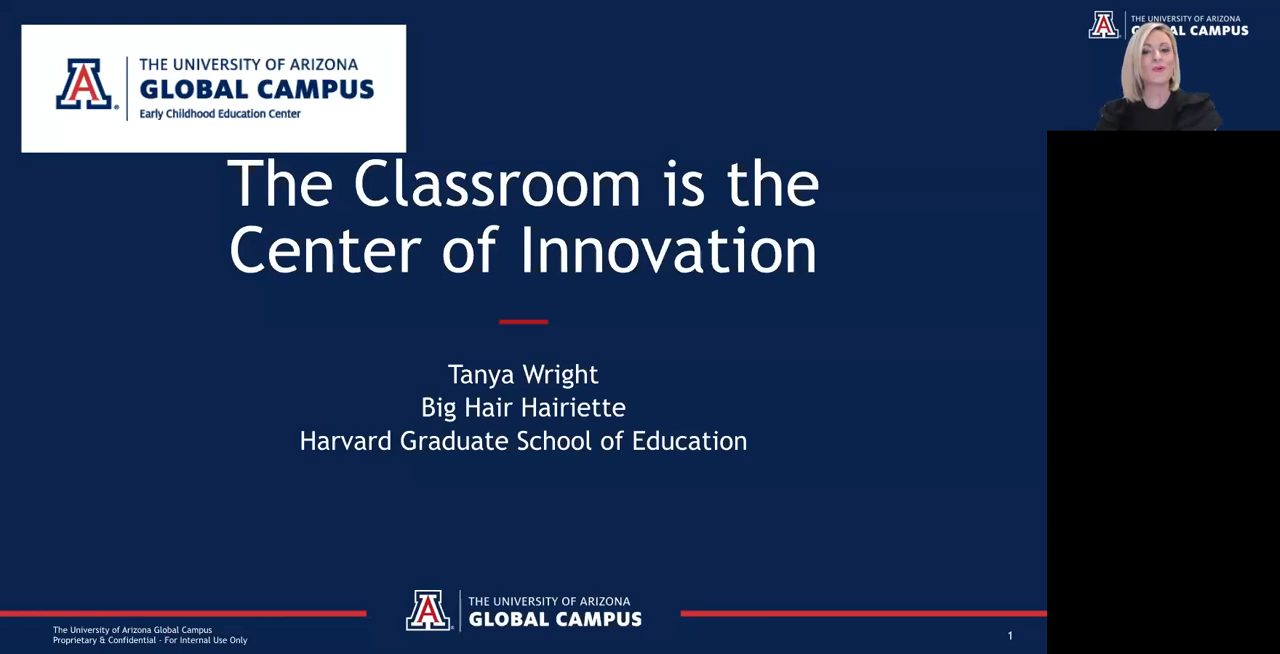 THE UNIVERSITY OF ARIZONA
GLOBAL CAMPUS
Early Childhood Education Center
THE UNIVERSITY OF ARIZONA
AL CAMPUS
The Classroom is the
Center of Innovation
Tanya Wright
Big Hair Hairiette
Harvard Graduate School of Education
THE UNIVERSITY OF ARIZONA
GLOBAL CAMPUS
The University of Arizona Global Campus
Proprietary & Confidential - For Internal Use Only
1